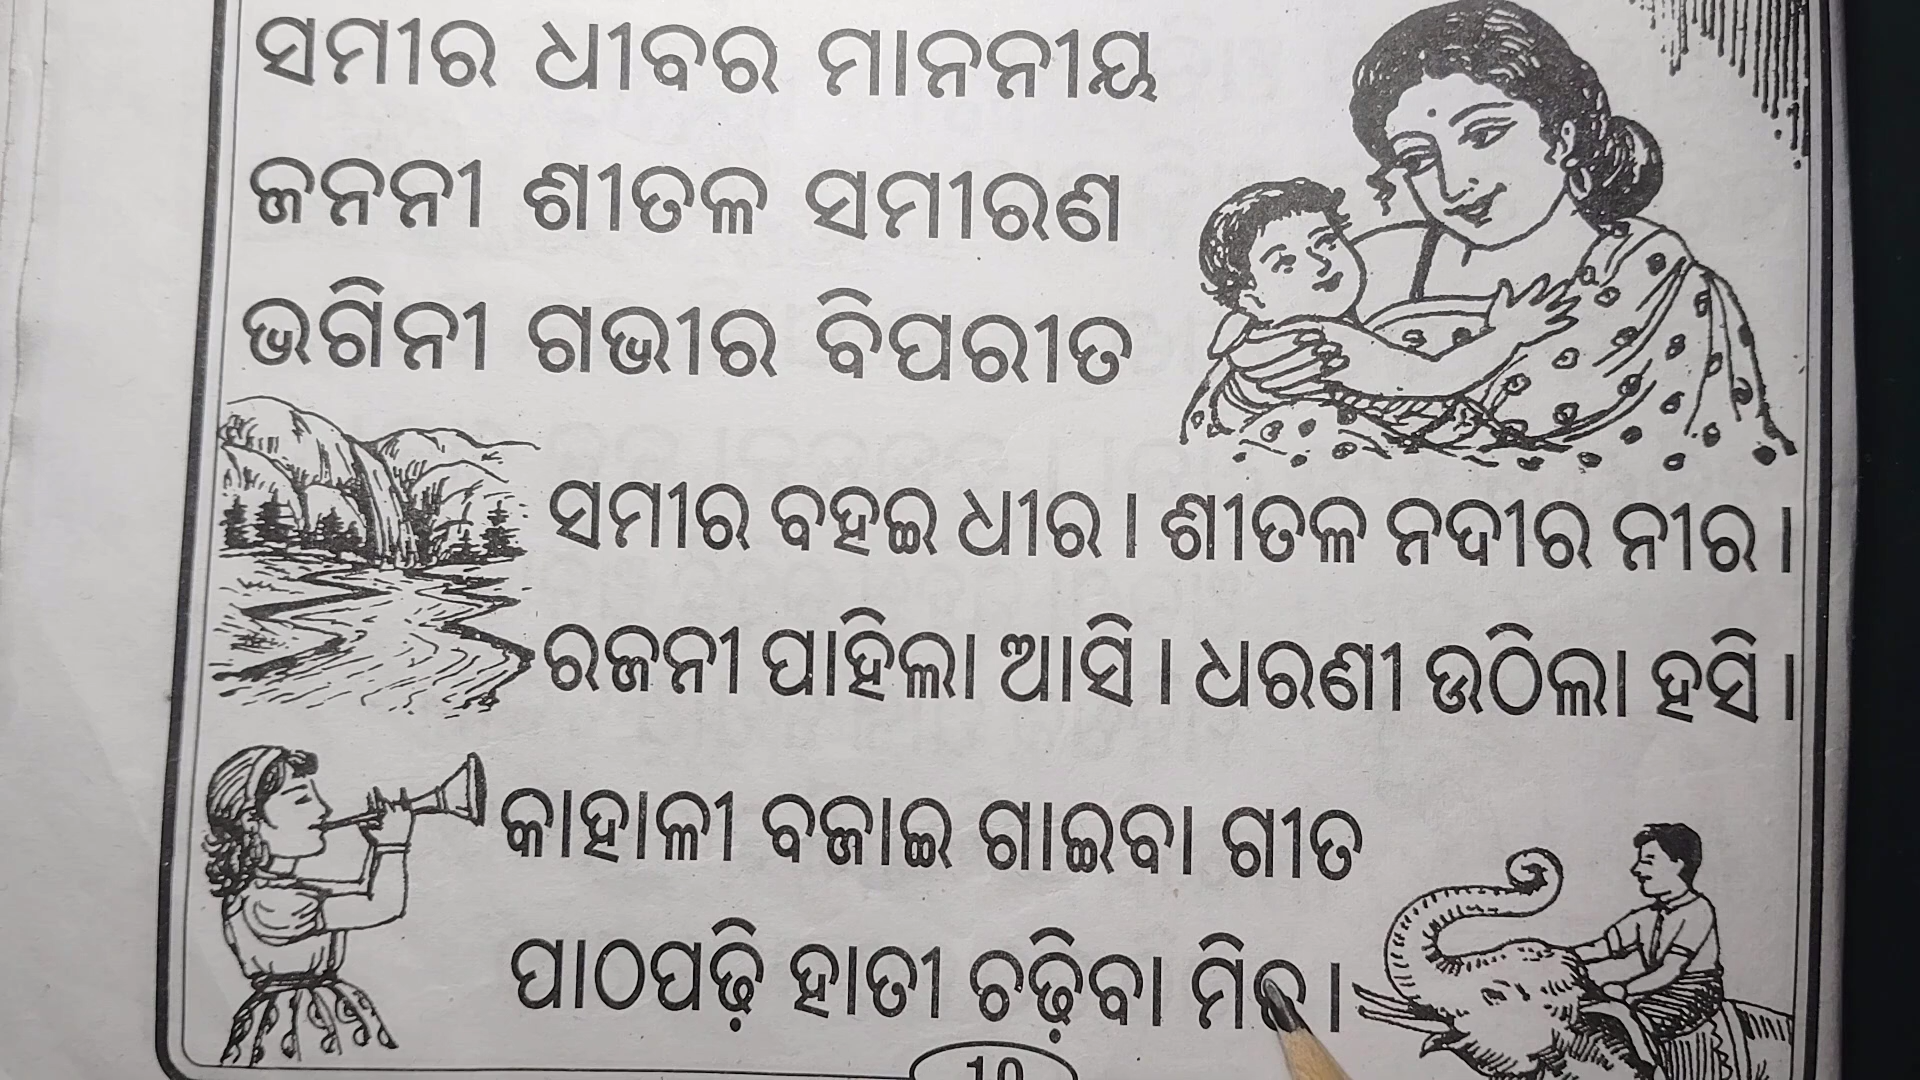 ସମୀର ଧୀବର ମାନନୀୟ
ଜନନୀ ଶୀତଳ ସମୀରଣ
ଭଗିନୀ ଗଭୀର ବିପରୀତ
ସମୀର ବହଇ ଧୀର । ଶୀତଳ ନଦୀର ନୀର ।
ରଜନୀ ପାହିଲା ଆସି । ଧରଣୀ ଉଠିଲା ହସି ।
କାହାଳୀ ବଜାଇ ଗାଇବା ଗୀତ
ପାଠପଢ଼ି ହାତୀ ଚଢ଼ିବା ମିତ ।